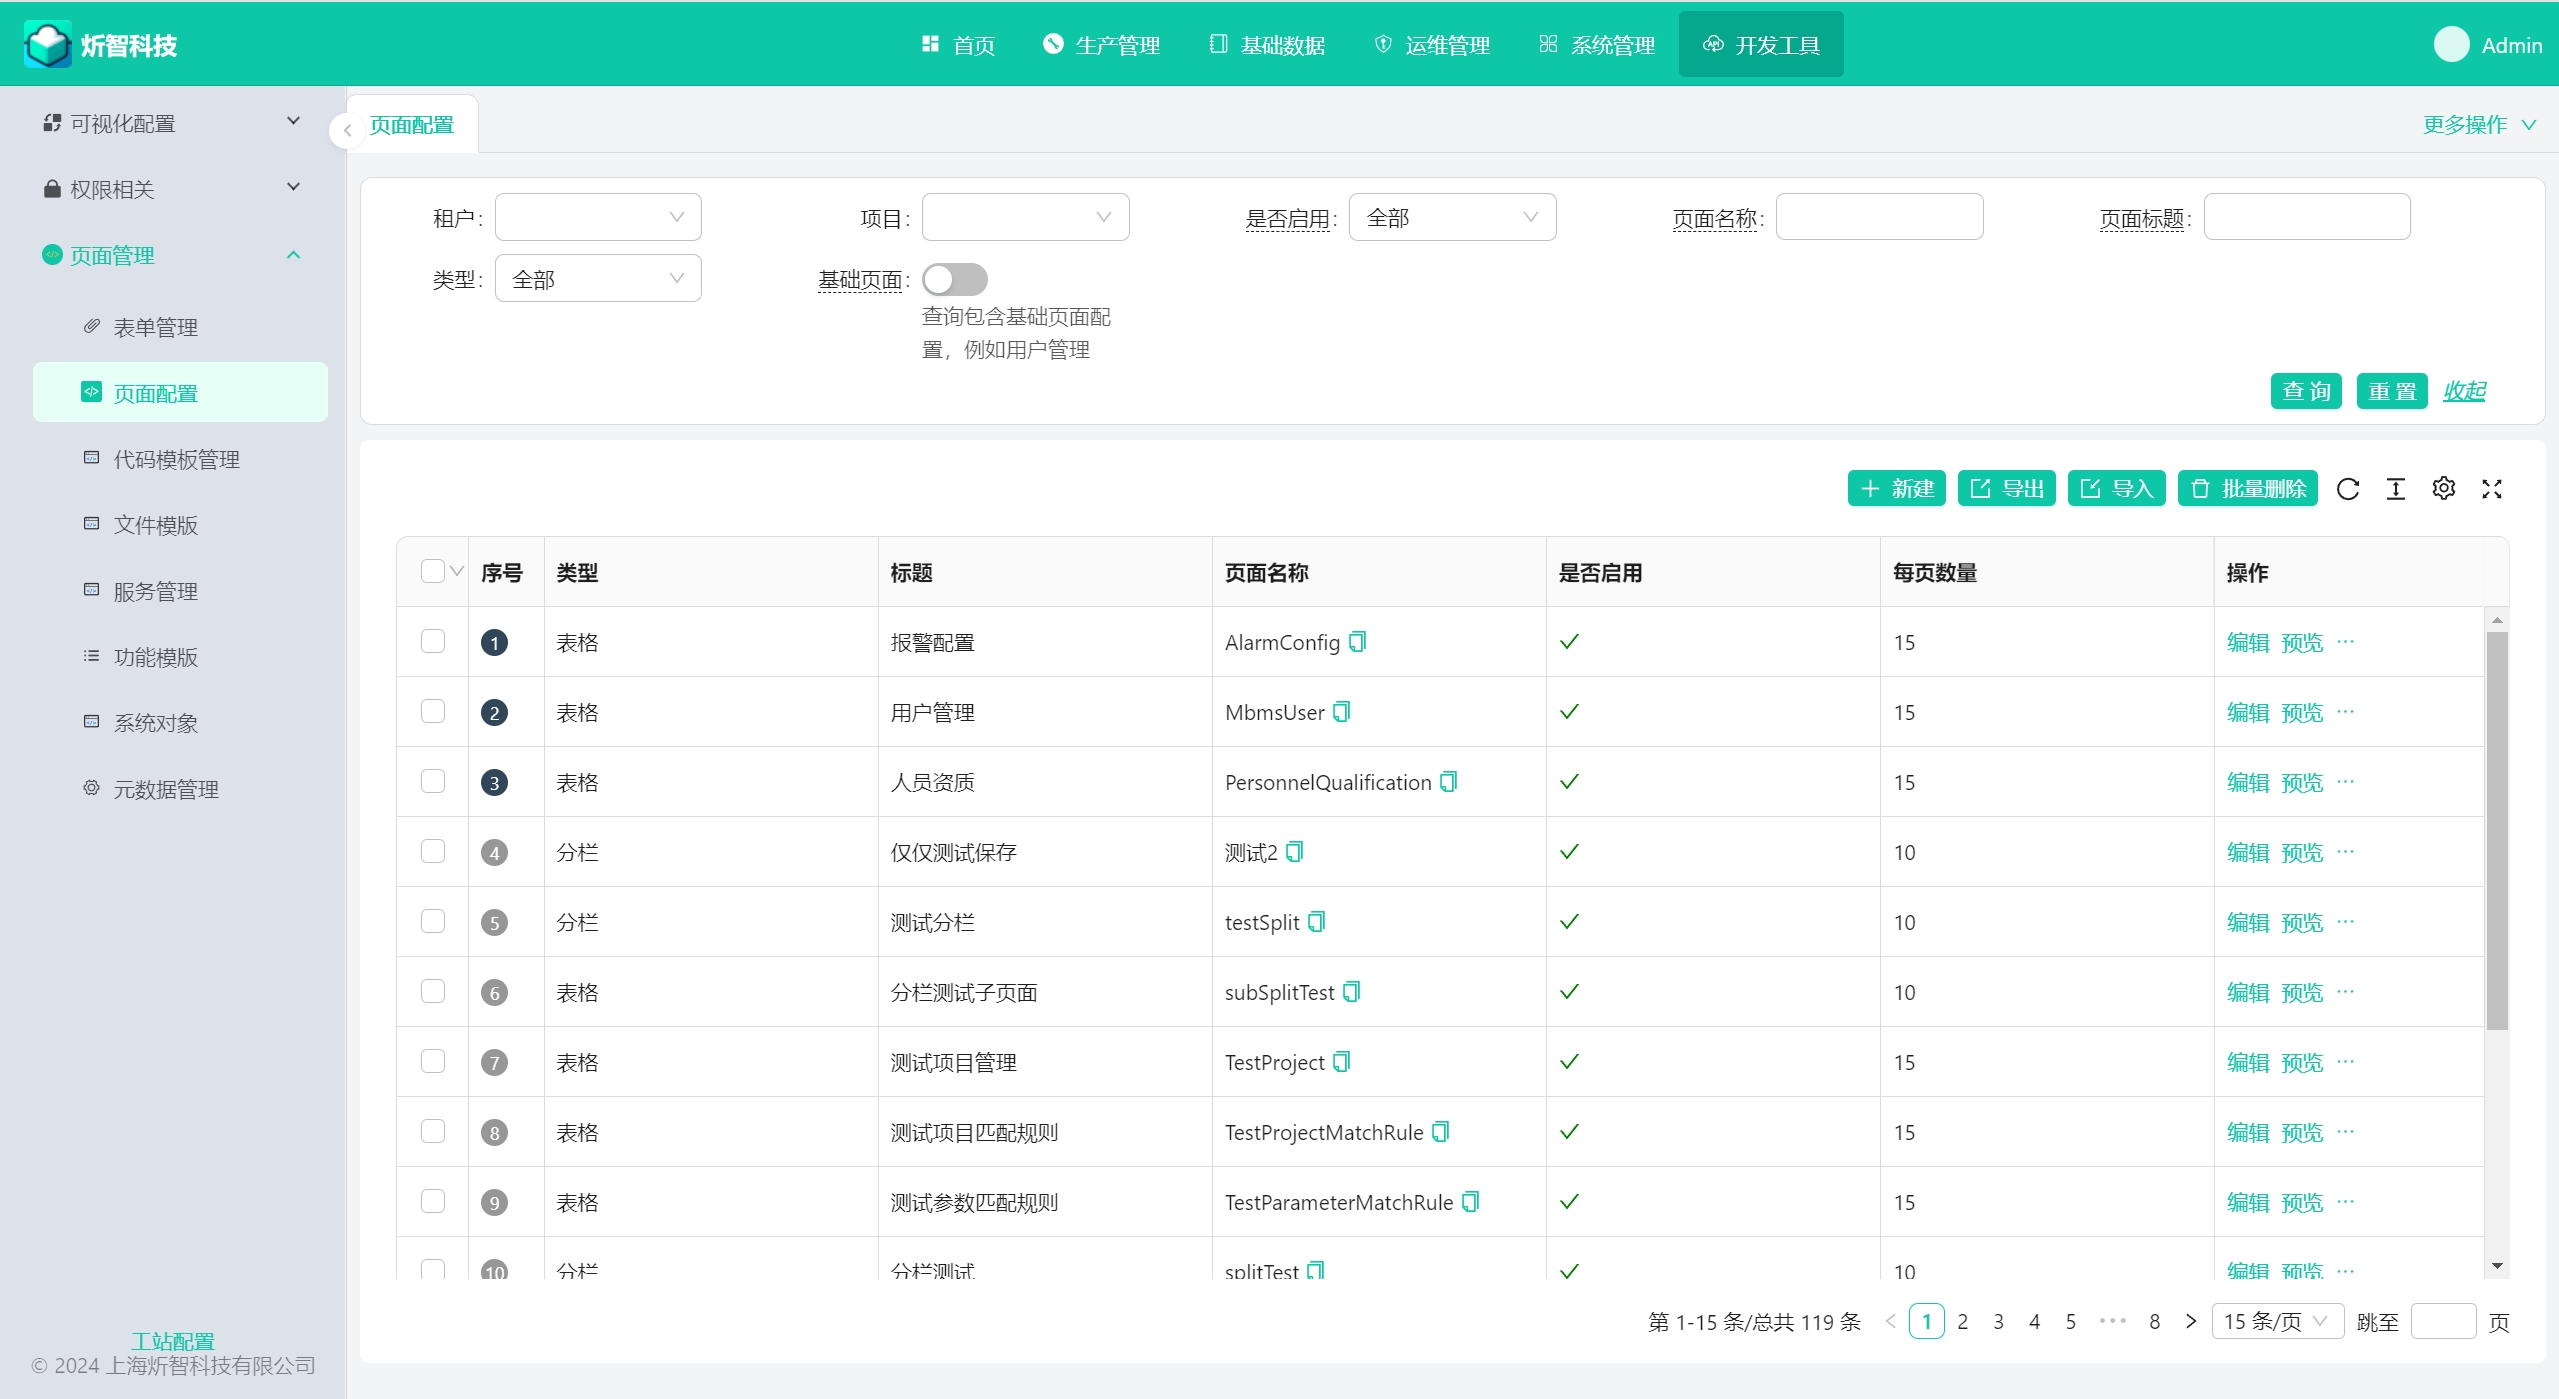 炘智科技
首页
生产管理
基础数据
运维管理
系统管理
开发工具
Admin
可视化配置
权限相关
页面管理
表单管理
页面配置
代码模板管理
文件模版
服务管理
功能模版
系统对象
元数据管理
工站配置
© 2024 上海炘智科技有限公司
页面配置
更多操作
租户:
项目:
是否启用: 全部
页面名称:
页面标题:
类型: 全部
基础页面:
查询包含基础页面配
置，例如用户管理
查 询 重 置 收起
新建 导出 导入 批量删除
序号 类型 标题 页面名称 是否启用 每页数量 操作
1 表格 报警配置 AlarmConfig 15 编辑 预览 ···
2 表格 用户管理 MbmsUser 15 编辑 预览 ···
3 表格 人员资质 PersonnelQualification 15 编辑 预览 ···
4 分栏 仅仅测试保存 测试2 10 编辑 预览 ···
5 分栏 测试分栏 testSplit 10 编辑 预览 ···
6 表格 分栏测试子页面 subSplitTest 10 编辑 预览 ···
7 表格 测试项目管理 TestProject 15 编辑 预览 ···
8 表格 测试项目匹配规则 TestProjectMatchRule 15 编辑 预览 ···
9 表格 测试参数匹配规则 TestParameterMatchRule 15 编辑 预览 ···
10 分栏 分栏测试 splitTest 10 编辑 预览 ···
第 1-15 条/总共 119 条 < 1 2 3 4 5 ··· 8 > 15 条/页 跳至 页